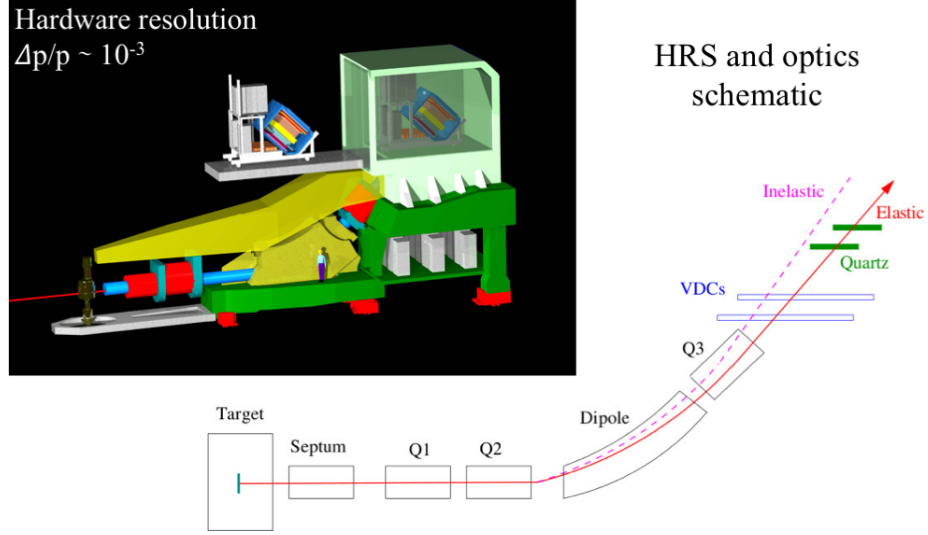 Hardware resolution
Δp/p ~ 10⁻³
HRS and optics
schematic
Inelastic
Elastic
Quartz
VDCs
Q3
Dipole
Target
Septum
Q1
Q2